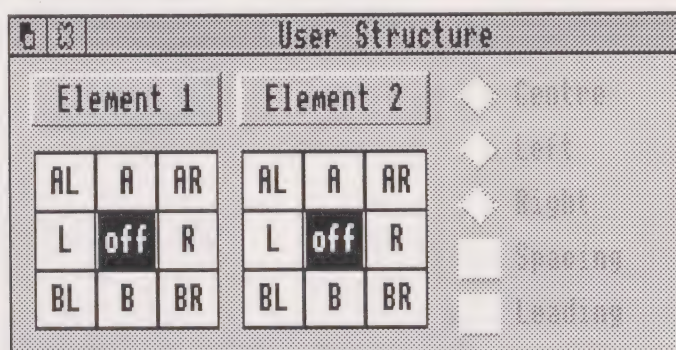 User Structure
Element 1 Element 2 Centre
AL A AR AL A AR Left
L off R L off R Right
BL B BR BL B BR Spacing
Leading